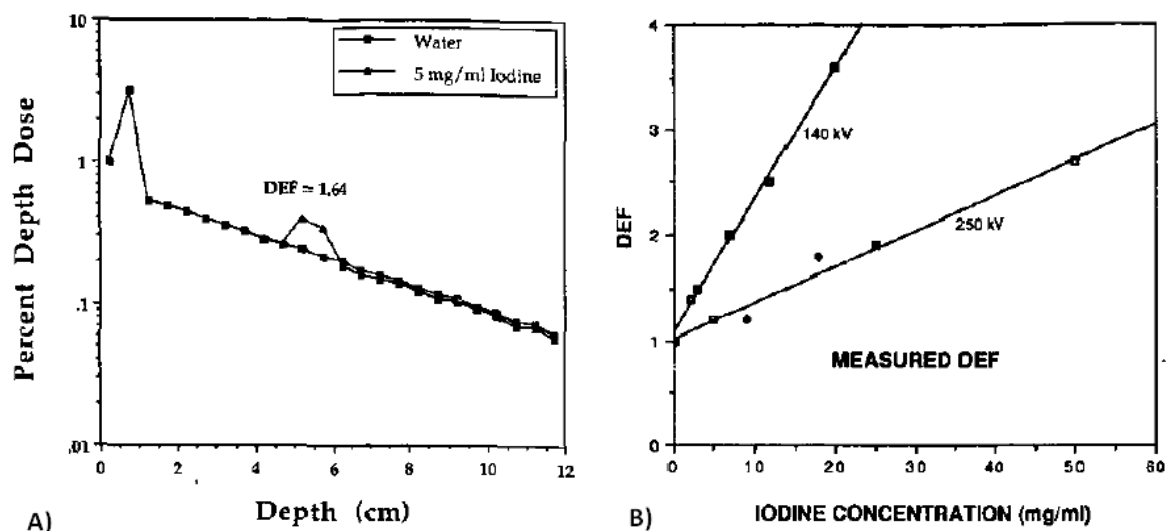 10
1
.1
.01
Percent Depth Dose
Water
5 mg/ml Iodine
DEF = 1.64
0 2 4 6 8 10 12
Depth (cm)
A)
4
3
2
1
0
DEF
140 kV
250 kV
MEASURED DEF
0 10 20 30 40 50 60
IODINE CONCENTRATION (mg/ml)
B)